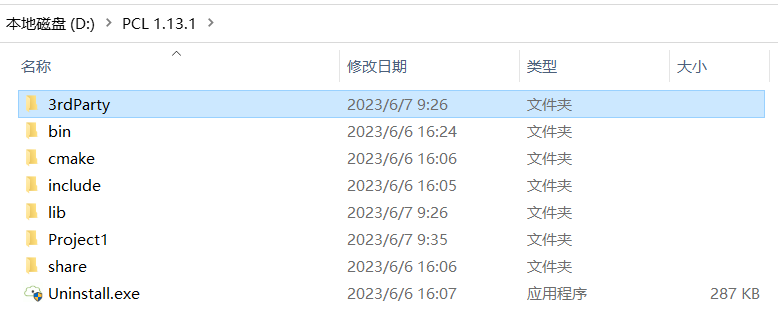 本地磁盘 (D:) > PCL 1.13.1 >
名称 修改日期 类型 大小
3rdParty 2023/6/7 9:26 文件夹
bin 2023/6/6 16:24 文件夹
cmake 2023/6/6 16:06 文件夹
include 2023/6/6 16:05 文件夹
lib 2023/6/7 9:26 文件夹
Project1 2023/6/7 9:35 文件夹
share 2023/6/6 16:06 文件夹
Uninstall.exe 2023/6/6 16:07 应用程序 287 KB